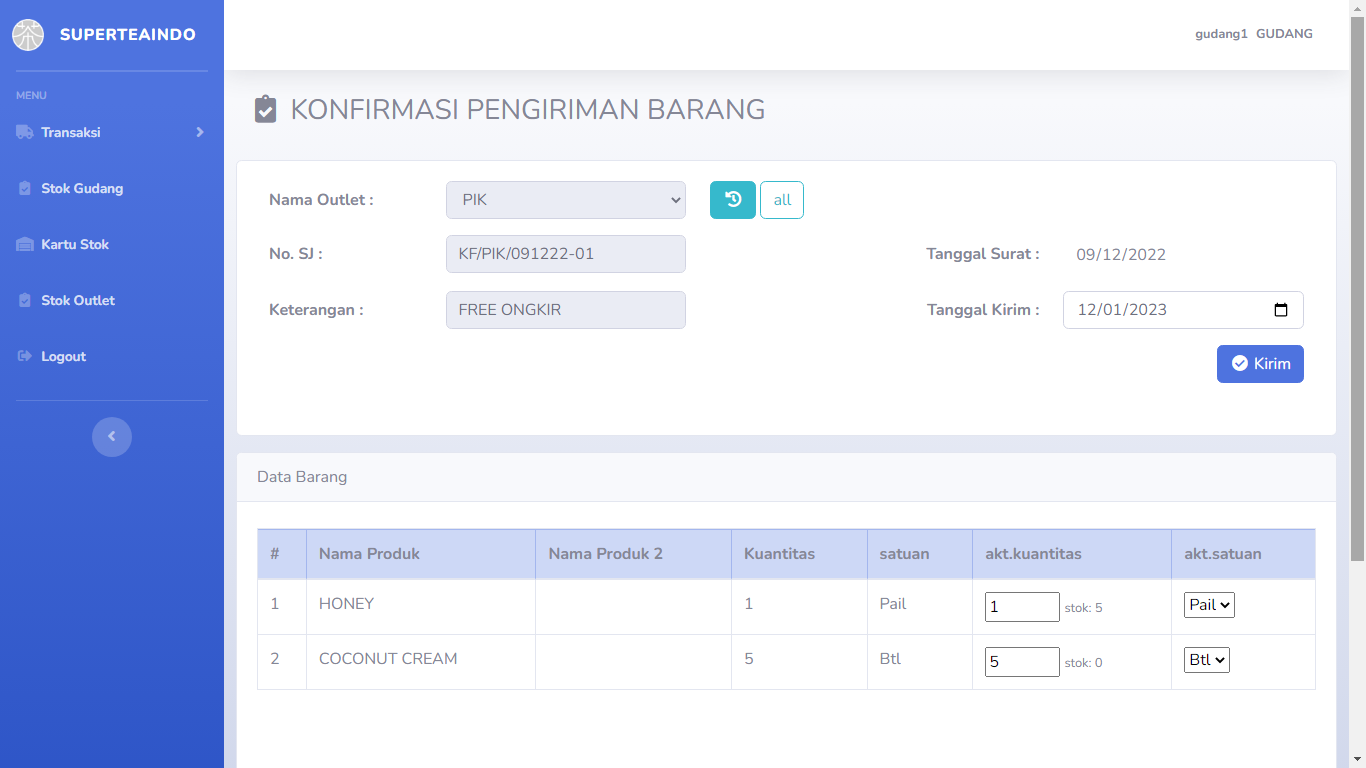 SUPERTEAINDO
gudang1 GUDANG
MENU
Transaksi
Stok Gudang
Kartu Stok
Stok Outlet
Logout
KONFIRMASI PENGIRIMAN BARANG
Nama Outlet : PIK all
No. SJ : KF/PIK/091222-01 Tanggal Surat : 09/12/2022
Keterangan : FREE ONGKIR Tanggal Kirim : 12/01/2023
Kirim
Data Barang
# Nama Produk Nama Produk 2 Kuantitas satuan akt.kuantitas akt.satuan
1 HONEY 1 Pail 1 stok: 5 Pail
2 COCONUT CREAM 5 Btl 5 stok: 0 Btl